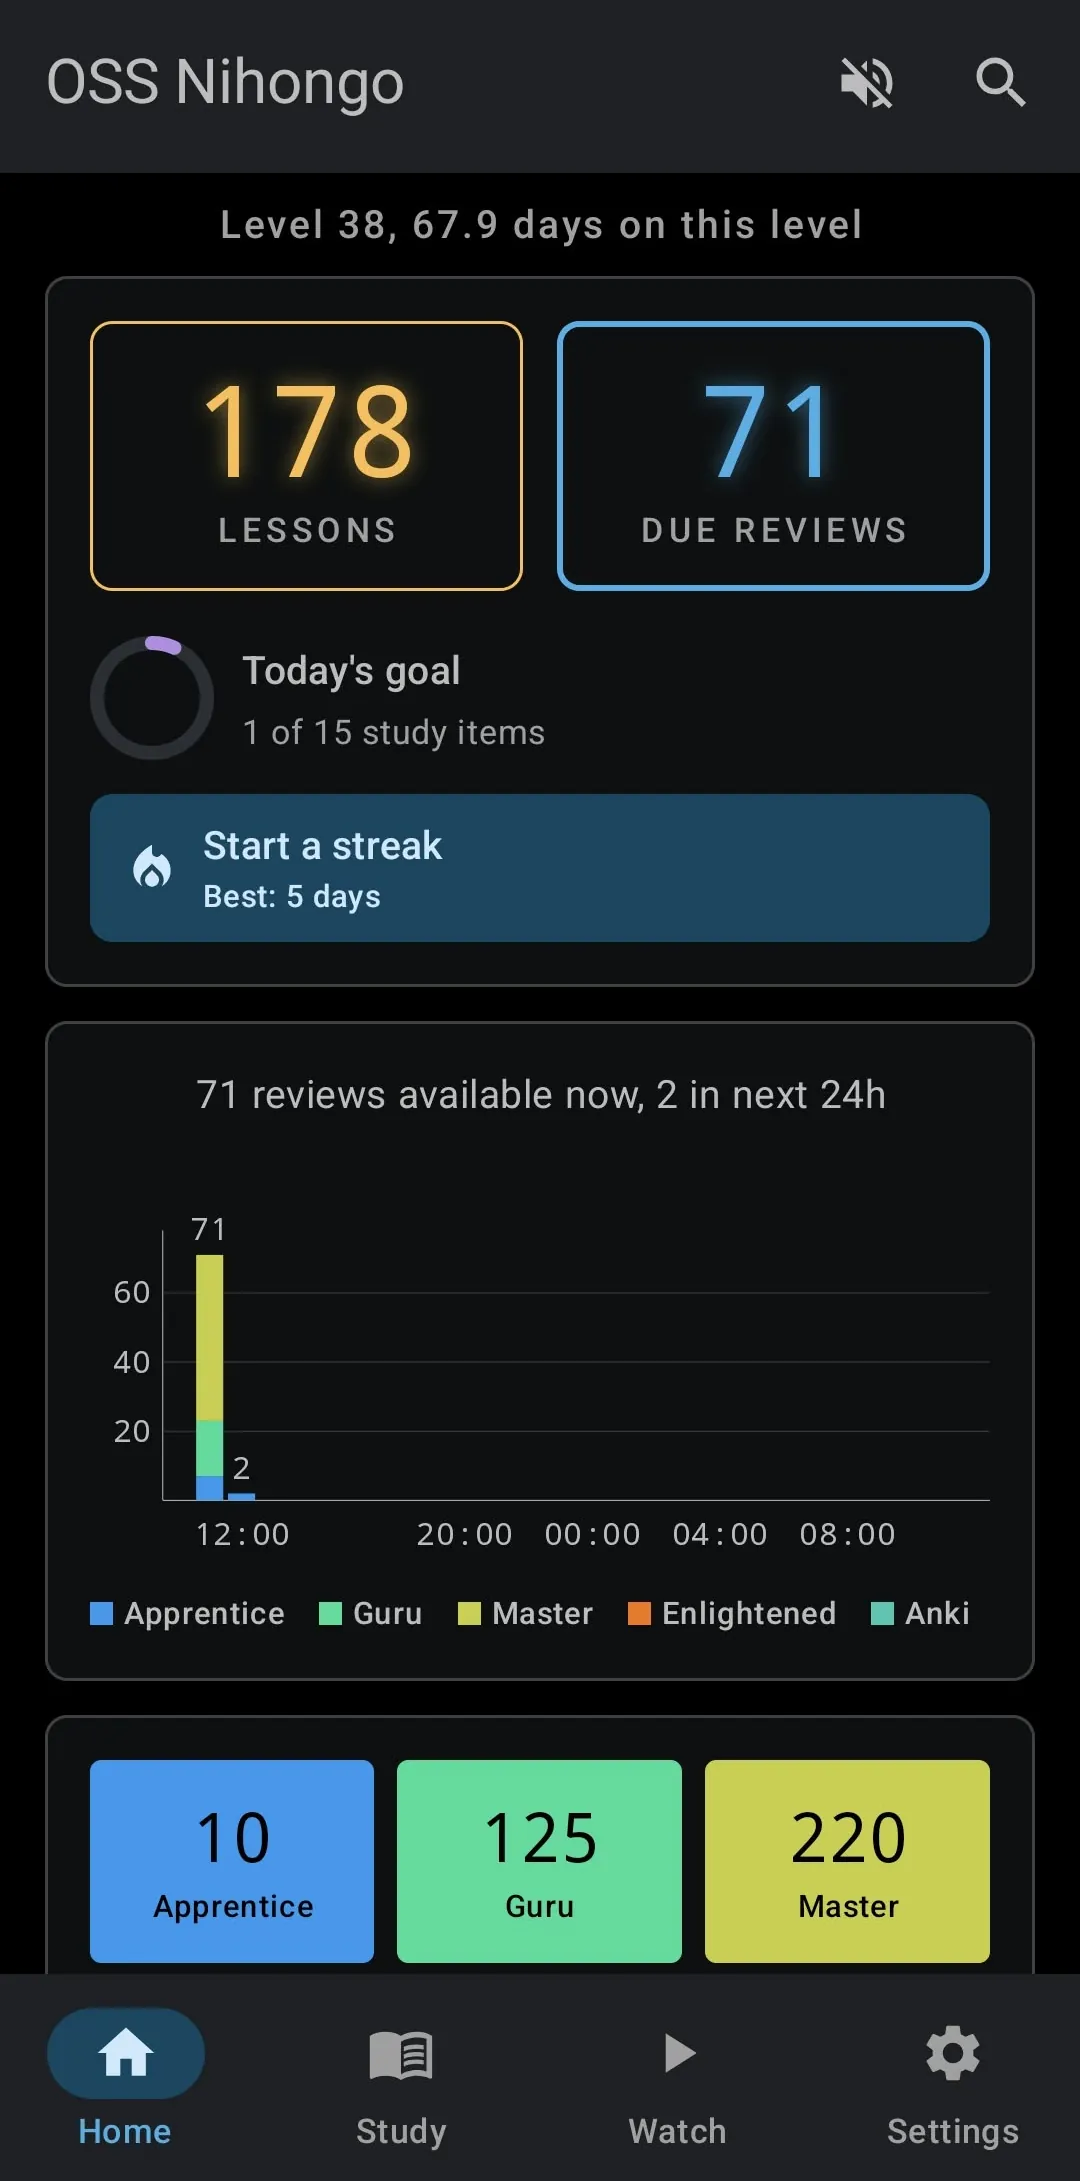 OSS Nihongo
Level 38, 67.9 days on this level
178
LESSONS
71
DUE REVIEWS
Today's goal
1 of 15 study items
Start a streak
Best: 5 days
71 reviews available now, 2 in next 24h
71
60
40
20
2
12:00 20:00 00:00 04:00 08:00
Apprentice Guru Master Enlightened Anki
10
Apprentice
125
Guru
220
Master
Home Study Watch Settings